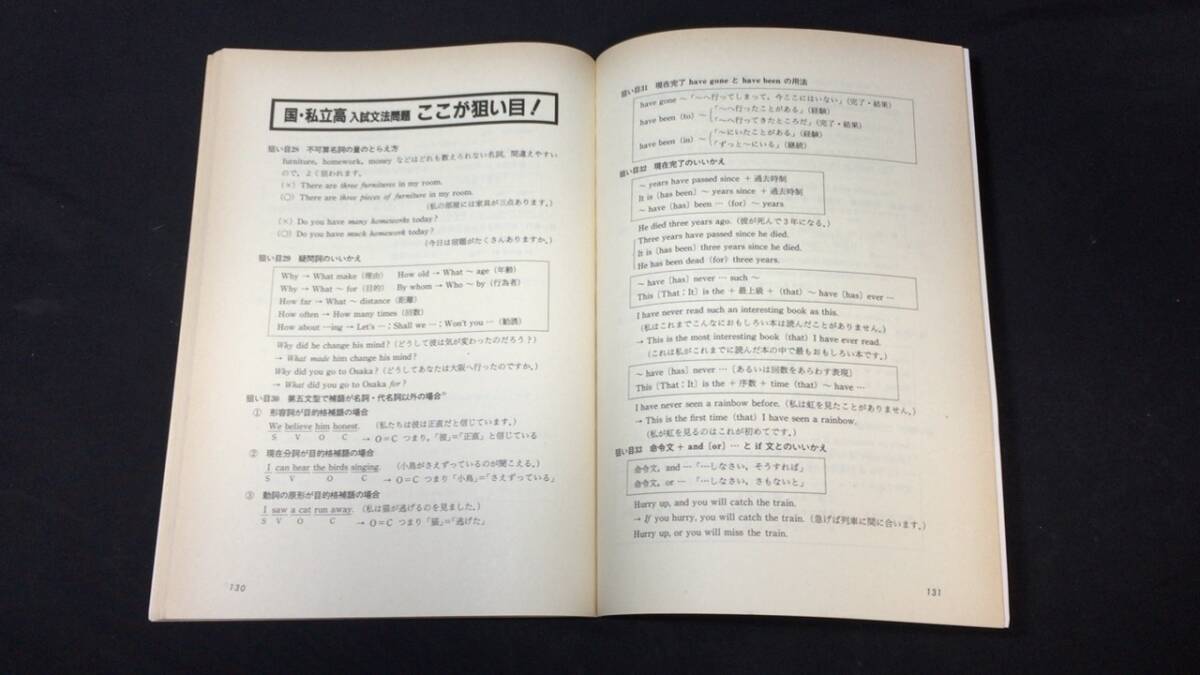 国・私立高 入試文法問題 ここが狙い目！
狙い目28 不可算名詞の量のとらえ方
furniture, homework, money などはどれも数えられない名詞，間違えやすい
ので，よく狙われます。
（×）There are three furnitures in my room.
（○）There are three pieces of furniture in my room.
（私の部屋には家具が三点あります。）
（×）Do you have many homeworks today?
（○）Do you have much homework today?
（今日は宿題がたくさんありますか。）
狙い目29 疑問詞のいいかえ
Why → What make（理由） How old → What ～ age（年齢）
Why → What ～ for（目的） By whom → Who ～ by（行為者）
How far → What ～ distance（距離）
How often → How many times（回数）
How about …ing → Let's …；Shall we …；Won't you …（勧誘）
Why did he change his mind?（どうして彼は気が変わったのだろう？）
→ What made him change his mind?
Why did you go to Osaka?（どうしてあなたは大阪へ行ったのですか。）
→ What did you go to Osaka for?
狙い目30 第五文型で補語が名詞・代名詞以外の場合
① 形容詞が目的格補語の場合
We believe him honest.（私たちは彼は正直だと信じています。）
S V O C → O=C つまり，「彼」=「正直」と信じている
② 現在分詞が目的格補語の場合
I can hear the birds singing.（小鳥がさえずっているのが聞こえる。）
S V O C → O=C つまり「小鳥」=「さえずっている」
③ 動詞の原形が目的格補語の場合
I saw a cat run away.（私は猫が逃げるのを見ました。）
S V O C → O=C つまり「猫」=「逃げた」
130
狙い目31 現在完了 have gone と have been の用法
have gone ～「～へ行ってしまって，今ここにはいない」（完了・結果）
have been（to）～｛「～へ行ったことがある」（経験）
「～へ行ってきたところだ」（完了・結果）
have been（in）～｛「～にいたことがある」（経験）
「ずっと～にいる」（継続）
狙い目32 現在完了のいいかえ
～ years have passed since + 過去時制
It is〔has been〕～ years since + 過去時制
～ have〔has〕been …（for）～ years
He died three years ago.（彼が死んで3年になる。）
Three years have passed since he died.
It is〔has been〕three years since he died.
He has been dead（for）three years.
～ have〔has〕never … such ～
This〔That；It〕is the + 最上級 +（that）～ have〔has〕ever …
I have never read such an interesting book as this.
（私はこれまでこんなにおもしろい本は読んだことがありません。）
→ This is the most interesting book（that）I have ever read.
（これは私がこれまでに読んだ本の中で最もおもしろい本です。）
～ have〔has〕never …〔あるいは回数をあらわす表現〕
This〔That；It〕is the + 序数 + time（that）～ have …
I have never seen a rainbow before.（私は虹を見たことがありません。）
→ This is the first time（that）I have seen a rainbow.
（私が虹を見るのはこれが初めてです。）
狙い目33 命令文 + and〔or〕… と if 文とのいいかえ
命令文，and …「…しなさい，そうすれば」
命令文，or …「…しなさい，さもないと」
Hurry up, and you will catch the train.
→ If you hurry, you will catch the train.（急げば列車に間に合います。）
Hurry up, or you will miss the train.
131